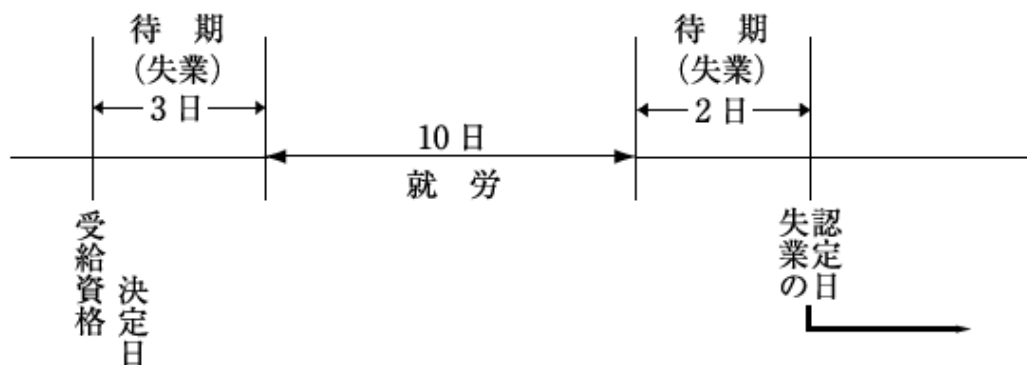 待 期
(失業)
3日
10日
就 労
待 期
(失業)
2日
受給資格
決定日
失業の
認定日